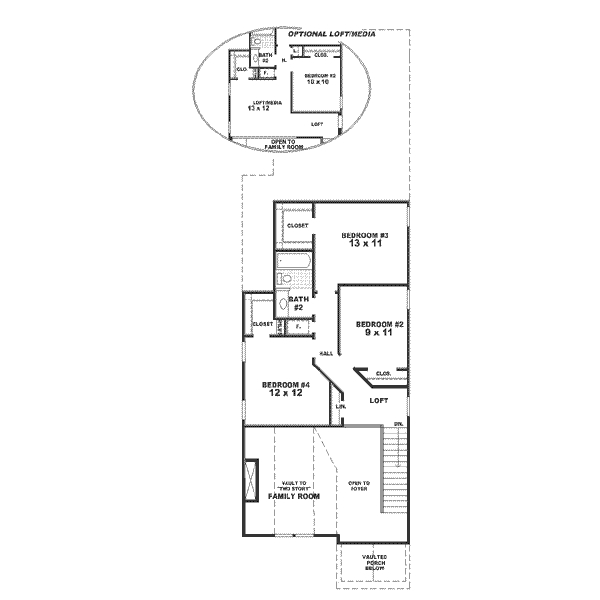 OPTIONAL LOFT/MEDIA
BATH
#2
CLO.
F.
H.
L.
CLOS.
BEDROOM #2
10 x 10
LOFT/MEDIA
13 x 12
LOFT
OPEN TO
FAMILY ROOM
CLOSET
BEDROOM #3
13 x 11
BATH
#2
CLOSET
F.
BEDROOM #2
9 x 11
HALL
CLOS.
BEDROOM #4
12 x 12
LIN.
LOFT
DN.
VAULT TO
TWO STORY
FAMILY ROOM
OPEN TO
FOYER
VAULTED
PORCH
BELOW